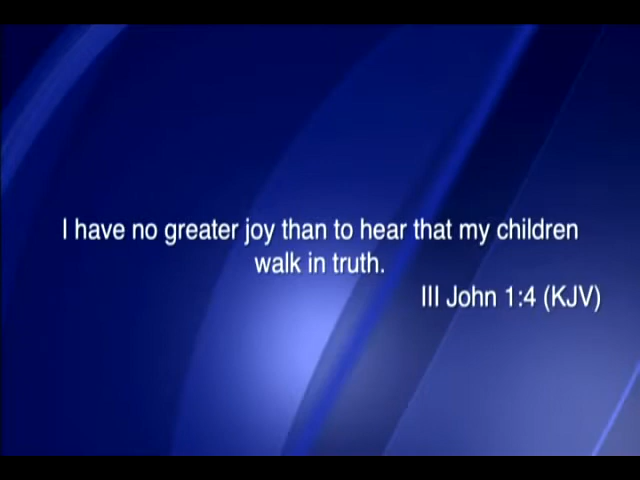 I have no greater joy than to hear that my children
walk in truth.
III John 1:4 (KJV)